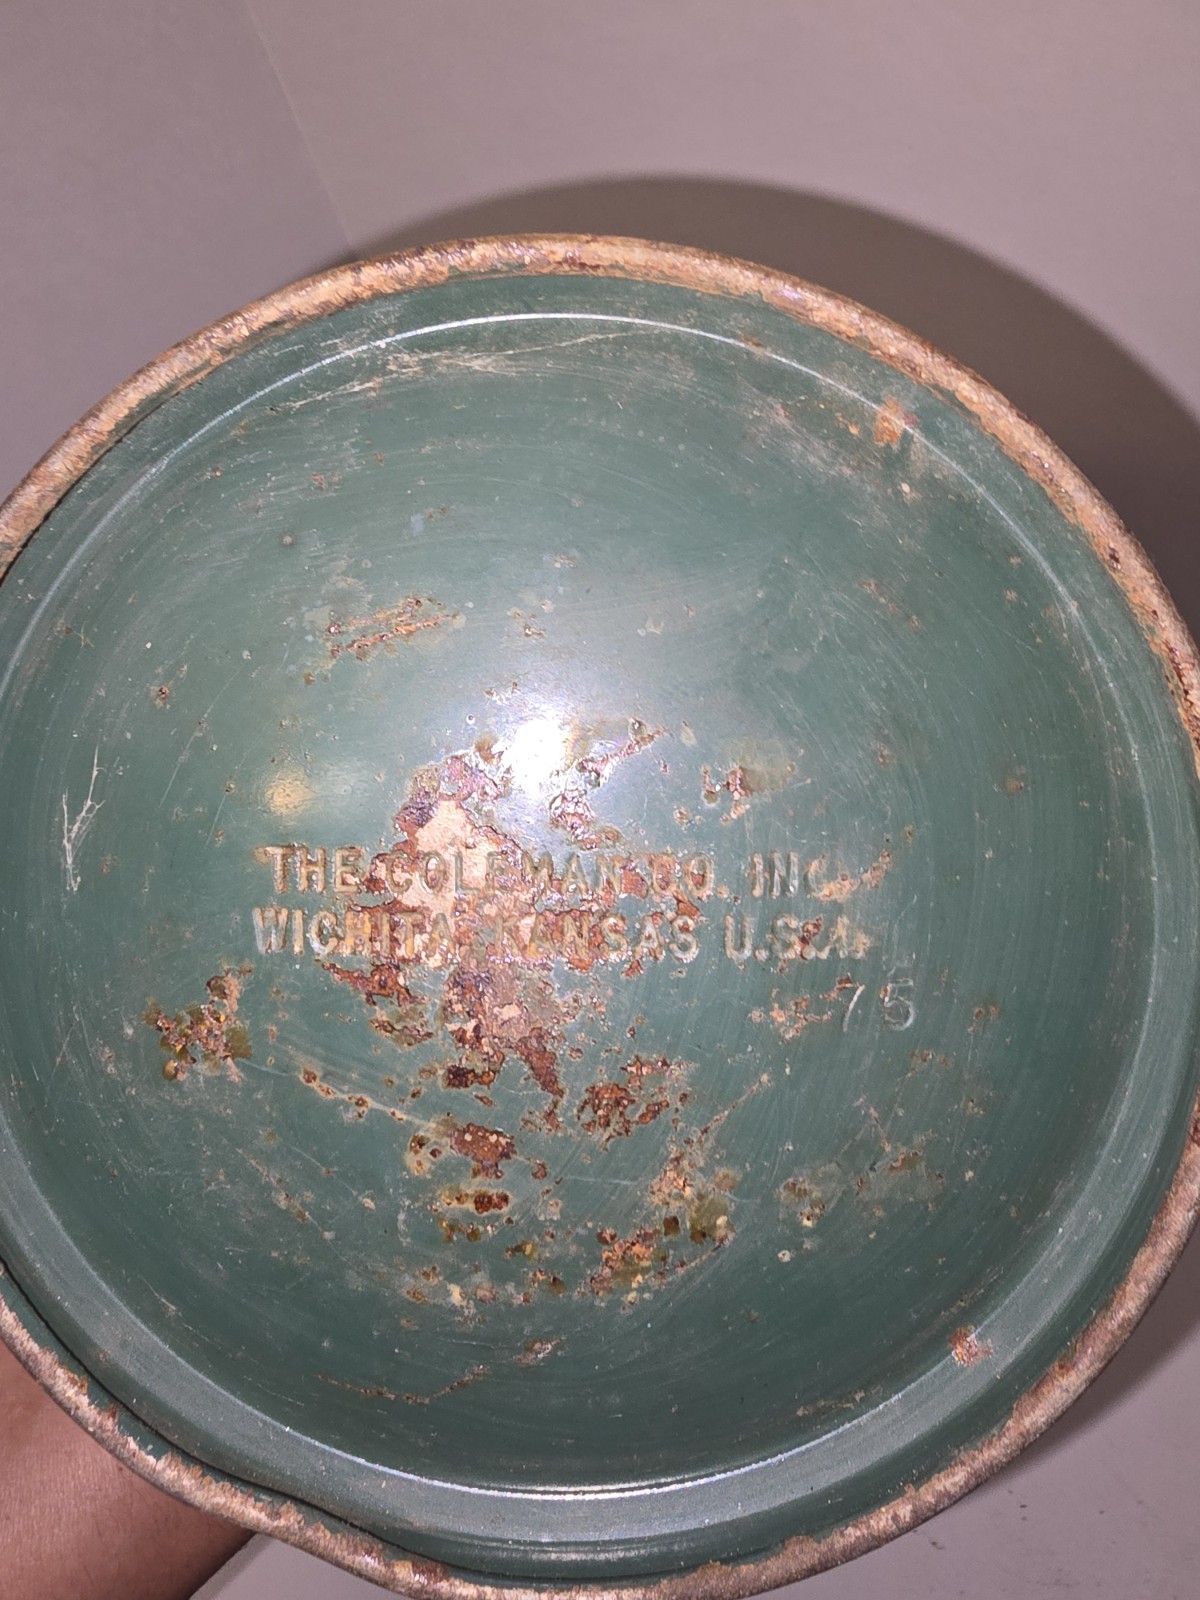 THE COLEMAN CO. INC.
WICHITA, KANSAS U.S.A.
75